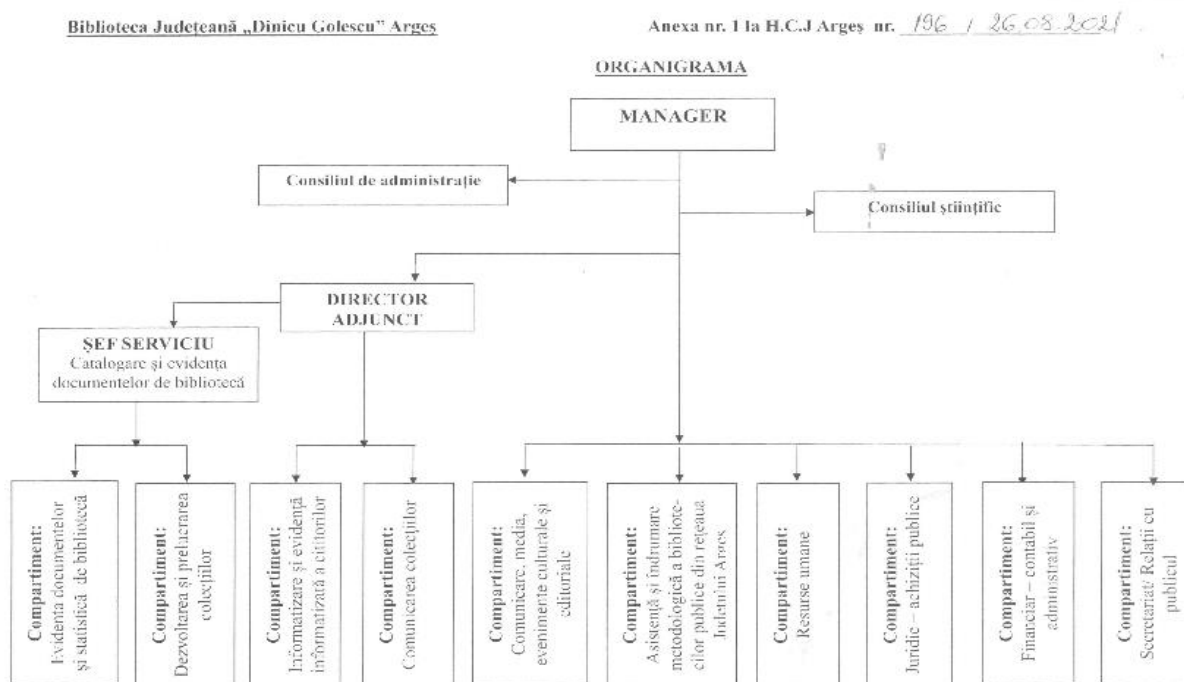 Biblioteca Județeană „Dinicu Golescu” Argeș
Anexa nr. 1 la H.C.J Argeș nr. 196 / 26.08.2021
ORGANIGRAMA
MANAGER
Consiliul de administrație
Consiliul științific
DIRECTOR
ADJUNCT
ȘEF SERVICIU
Catalogare și evidența
documentelor de bibliotecă
Compartiment:
Evidenta documentelor
și statistică de bibliotecă
Compartiment:
Dezvoltarea și prelucrarea
colecțiilor
Compartiment:
Informatizare și evidență
informatizată a cititorilor
Compartiment:
Comunicarea colecțiilor
Compartiment:
Comunicare, media,
evenimente culturale și
editoriale
Compartiment:
Asistență și îndrumare
metodologică a bibliote-
cilor publice din rețeaua
Județului Argeș
Compartiment:
Resurse umane
Compartiment:
Juridic – achiziții publice
Compartiment:
Financiar – contabil și
administrativ
Compartiment:
Secretariat/ Relații cu
publicul